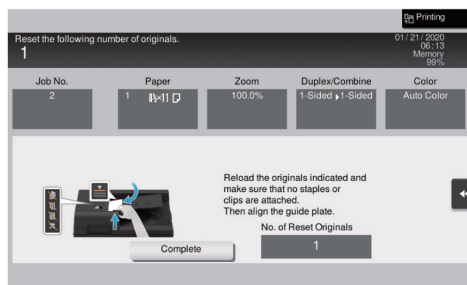 Printing
Reset the following number of originals.
1
01/21/2020
06:13
Memory
99%
Job No.
Paper
Zoom
Duplex/Combine
Color
2
1 8½×11
100.0%
1-Sided ▶1-Sided
Auto Color
Reload the originals indicated and
make sure that no staples or
clips are attached.
Then align the guide plate.
No. of Reset Originals
1
Complete